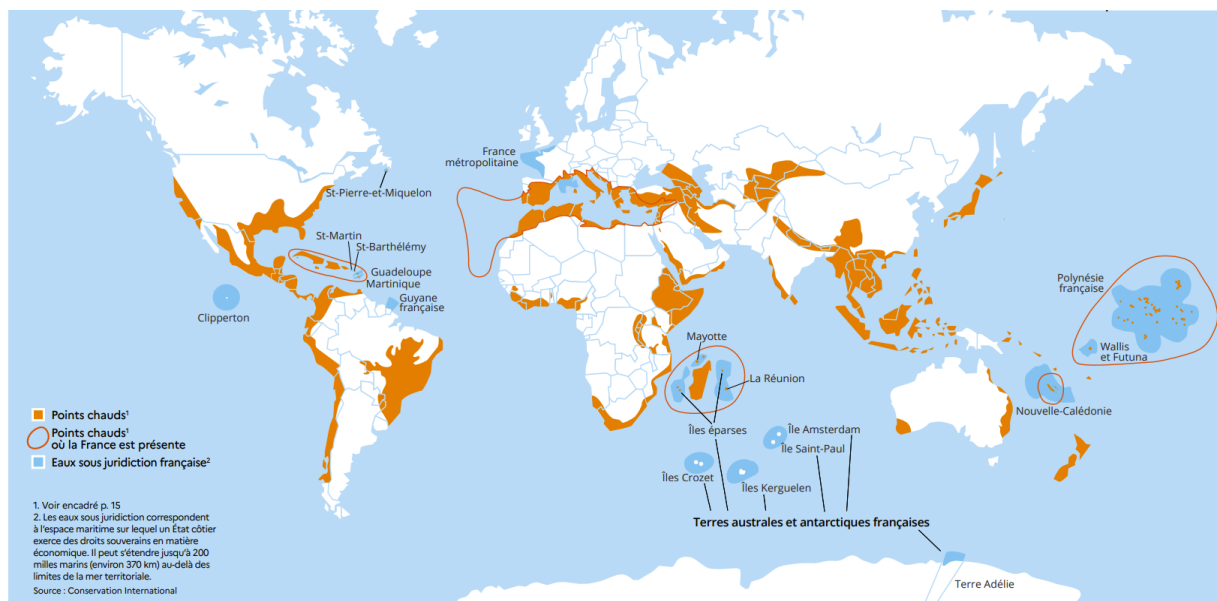 France
métropolitaine
St-Pierre-et-Miquelon
St-Martin
St-Barthélémy
Guadeloupe
Martinique
Guyane
française
Clipperton
Polynésie
française
Wallis
et Futuna
Nouvelle-Calédonie
Mayotte
La Réunion
Îles éparses
Île Amsterdam
Île Saint-Paul
Îles Crozet
Îles Kerguelen
Terres australes et antarctiques françaises
Terre Adélie
Points chauds¹
Points chauds¹
où la France est présente
Eaux sous juridiction française²
1. Voir encadré p. 15
2. Les eaux sous juridiction correspondent
à l'espace maritime sur lequel un État côtier
exerce des droits souverains en matière
économique. Il peut s'étendre jusqu'à 200
milles marins (environ 370 km) au-delà des
limites de la mer territoriale.
Source : Conservation International